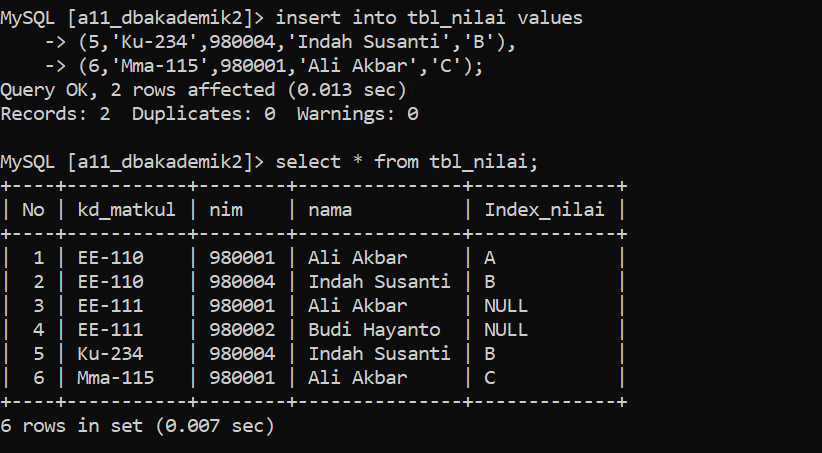 MySQL [a11_dbakademik2]> insert into tbl_nilai values
    -> (5,'Ku-234',980004,'Indah Susanti','B'),
    -> (6,'Mma-115',980001,'Ali Akbar','C');
Query OK, 2 rows affected (0.013 sec)
Records: 2  Duplicates: 0  Warnings: 0

MySQL [a11_dbakademik2]> select * from tbl_nilai;
+----+-----------+--------+---------------+-------------+
| No | kd_matkul | nim    | nama          | Index_nilai |
+----+-----------+--------+---------------+-------------+
|  1 | EE-110    | 980001 | Ali Akbar     | A           |
|  2 | EE-110    | 980004 | Indah Susanti | B           |
|  3 | EE-111    | 980001 | Ali Akbar     | NULL        |
|  4 | EE-111    | 980002 | Budi Hayanto  | NULL        |
|  5 | Ku-234    | 980004 | Indah Susanti | B           |
|  6 | Mma-115   | 980001 | Ali Akbar     | C           |
+----+-----------+--------+---------------+-------------+
6 rows in set (0.007 sec)